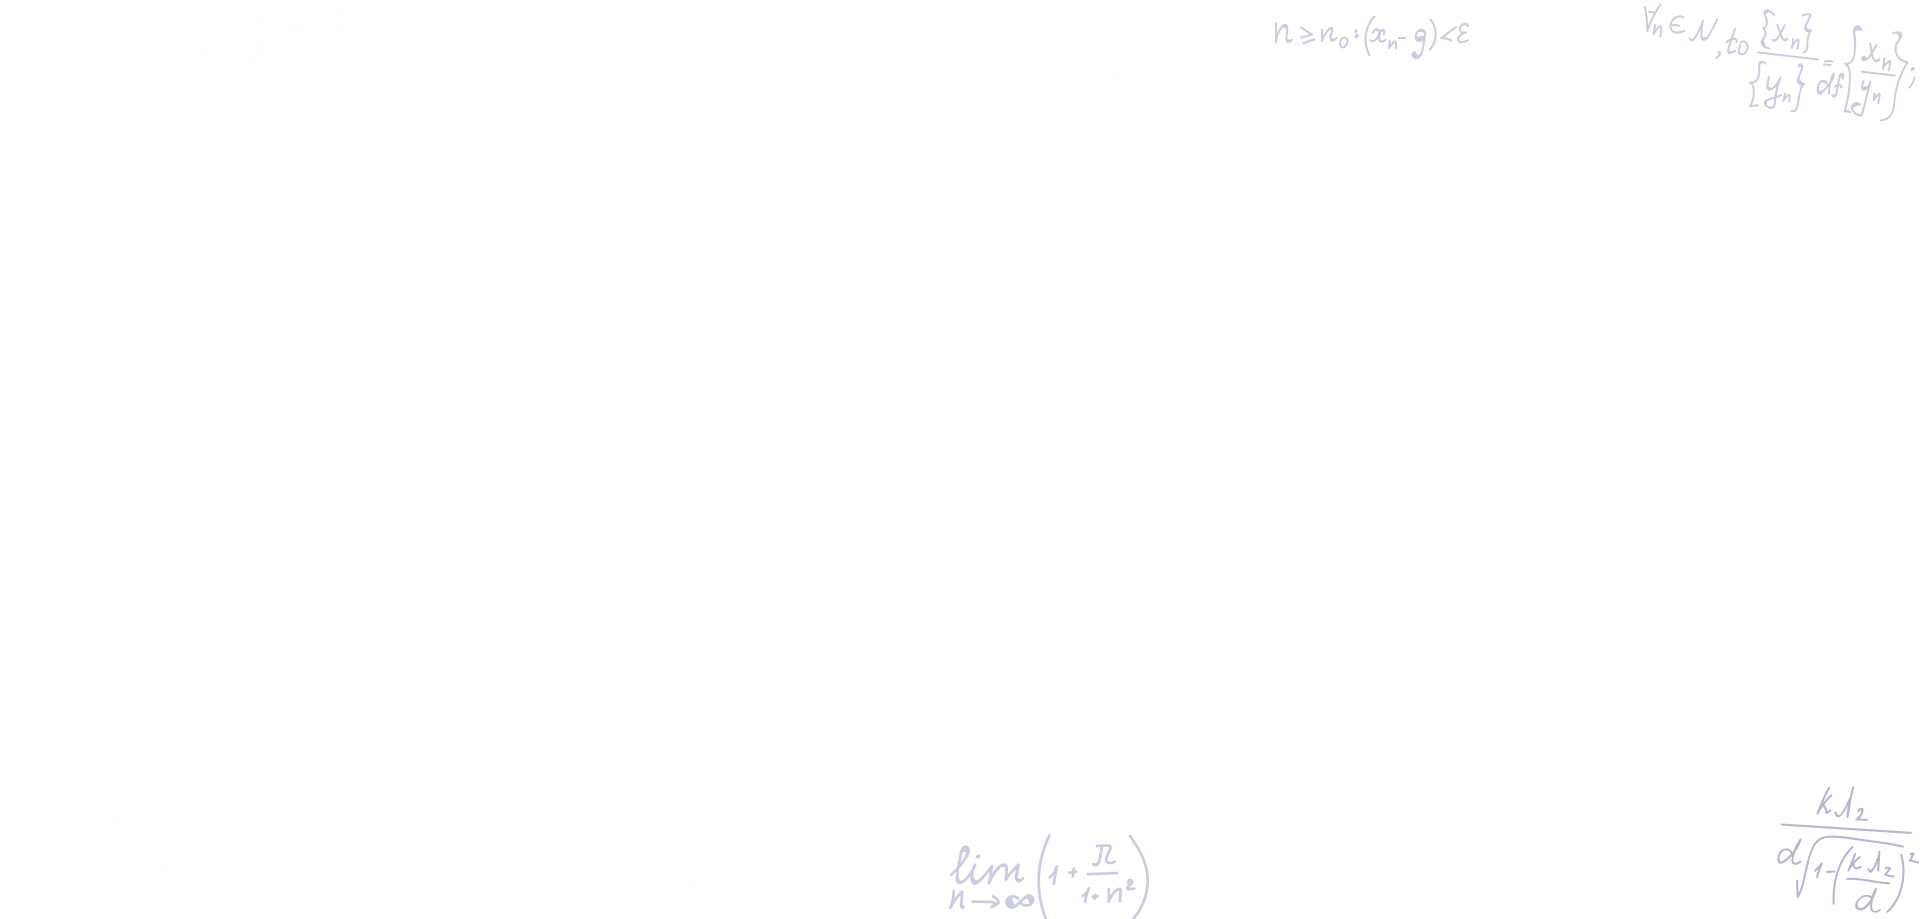 n ≥ n₀ : (xₙ - g) < ε
∀n ∈ N, to {xₙ}/{yₙ} =df {xₙ/yₙ};
kλ₂ / d√1-(kλ₂/d)²
lim n→∞ (1 + π/1+n²)